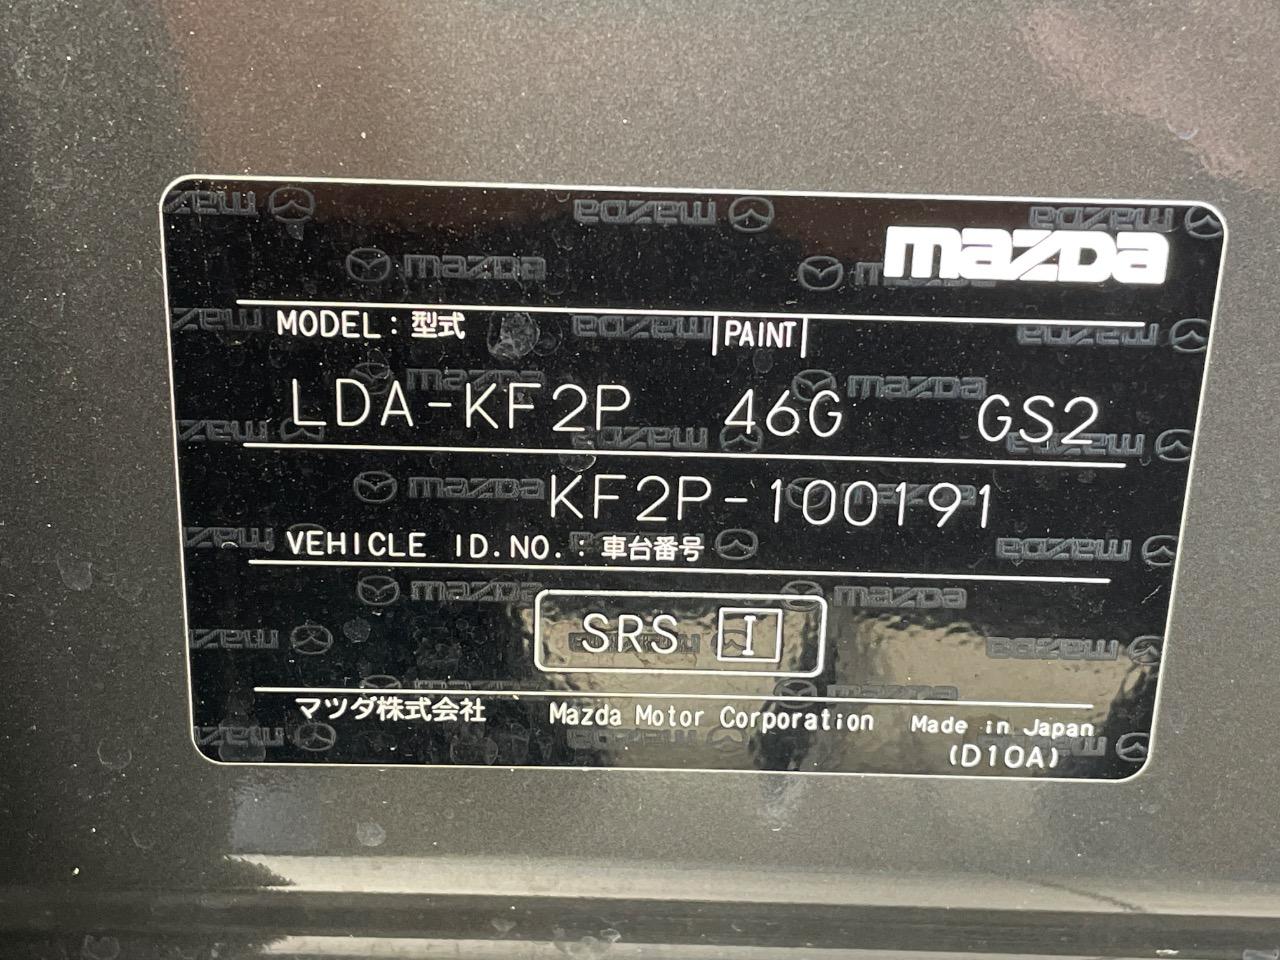 mazda
MODEL : 型式 PAINT
LDA-KF2P 46G GS2
KF2P-100191
VEHICLE ID.NO. : 車台番号
SRS I
マツダ株式会社 Mazda Motor Corporation Made in Japan
(D10A)